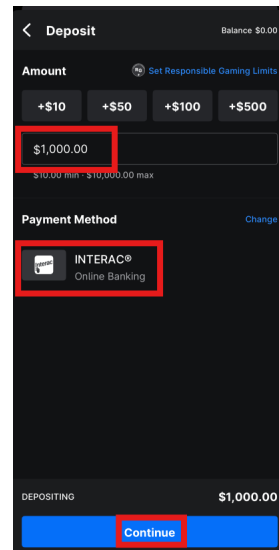 Deposit Balance $0.00
Amount Set Responsible Gaming Limits
+$10 +$50 +$100 +$500
$1,000.00
$10.00 min · $10,000.00 max
Payment Method Change
Interac INTERAC®
Online Banking
DEPOSITING $1,000.00
Continue